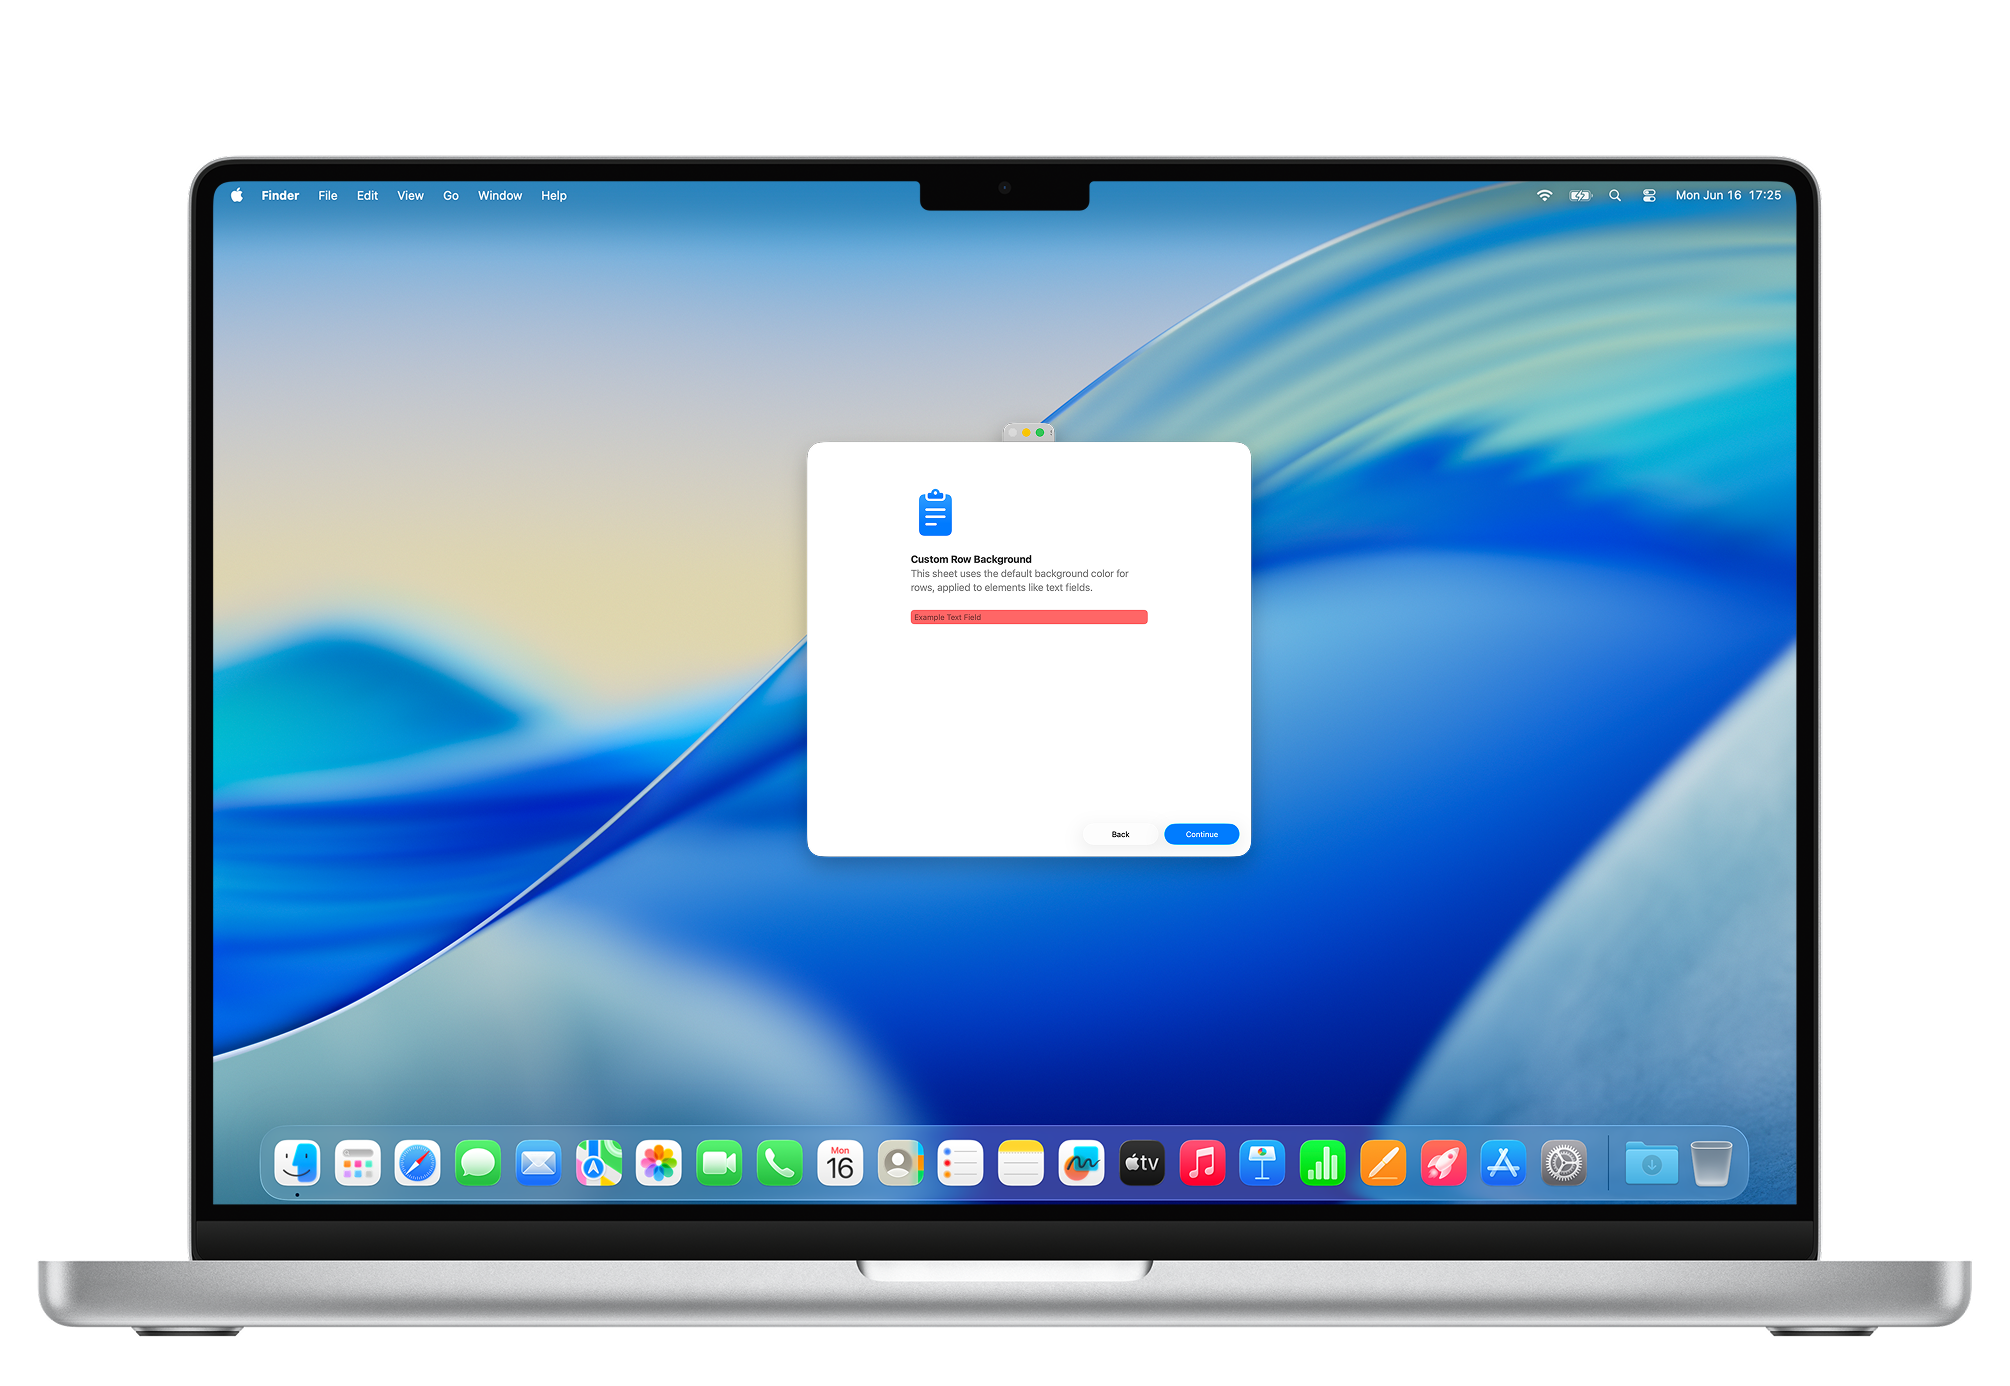 Finder File Edit View Go Window Help
Mon Jun 16 17:25
Custom Row Background
This sheet uses the default background color for
rows, applied to elements like text fields.
Example Text Field
Back Continue
Mon
16
tv